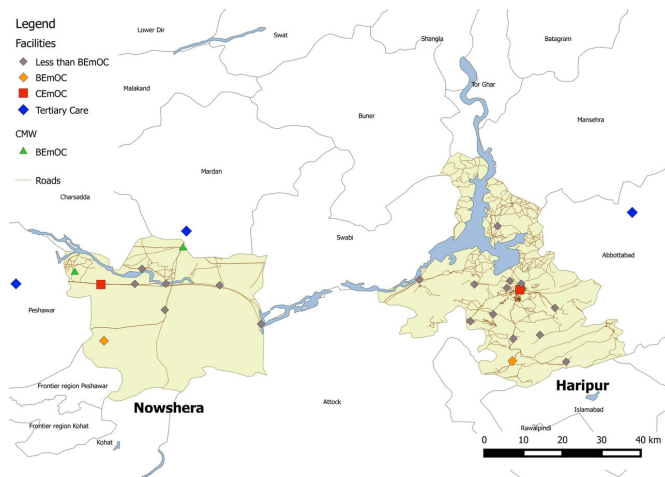 Legend
Facilities
Less than BEmOC
BEmOC
CEmOC
Tertiary Care
CMW
BEmOC
Roads
Lower Dir
Swat
Shangla
Batagram
Malakand
Tor Ghar
Buner
Mansehra
Mardan
Charsadda
Swabi
Abbottabad
Peshawar
Frontier region Peshawar
Nowshera
Attock
Haripur
Islamabad
Frontier region Kohat
Kohat
Rawalpindi
0 10 20 30 40 km